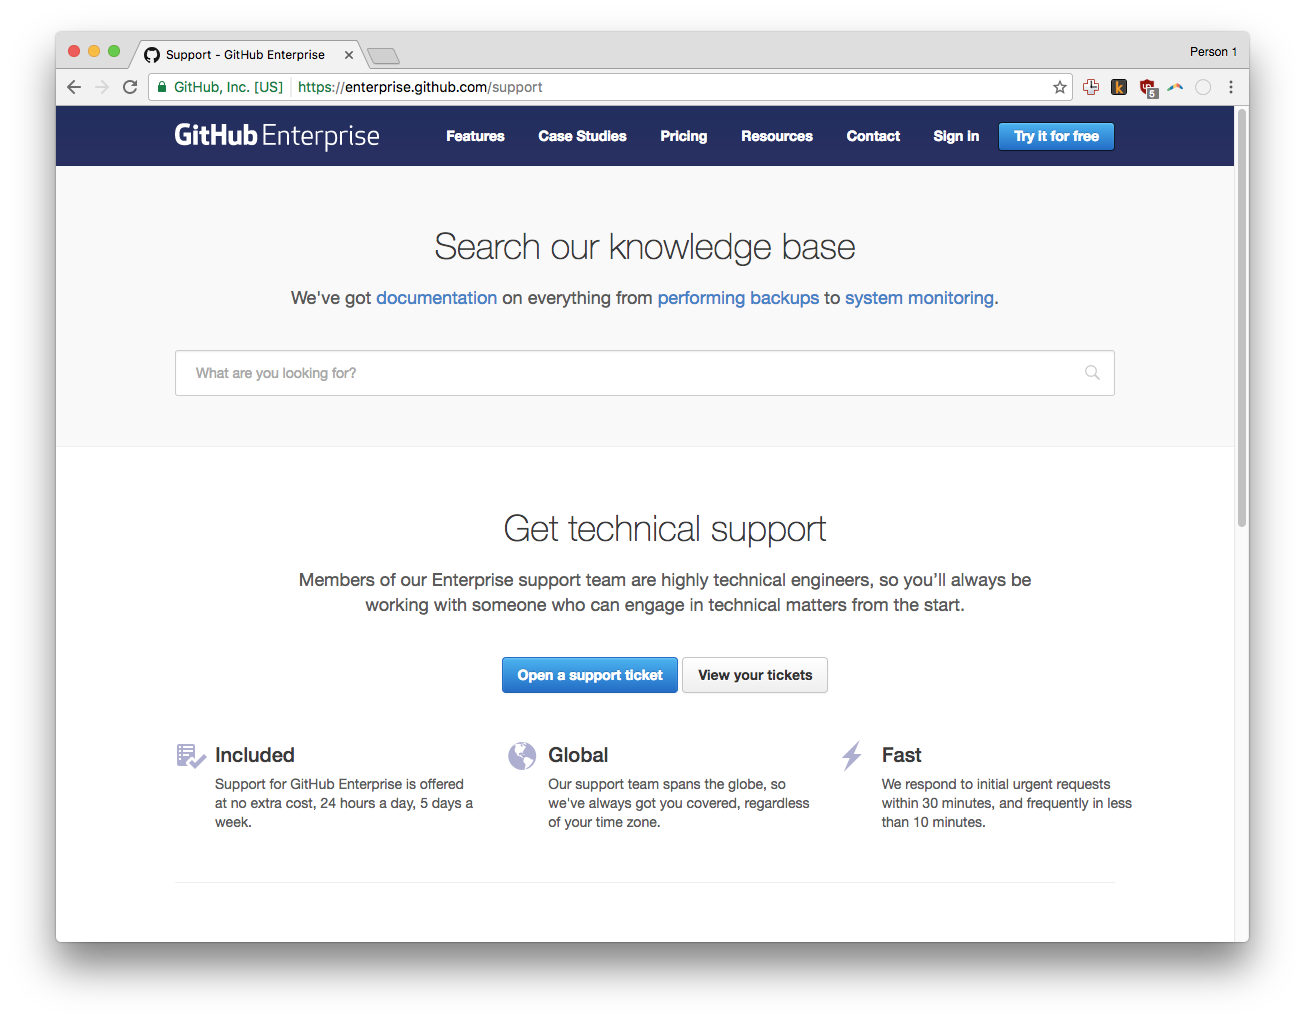 Support - GitHub Enterprise
Person 1
GitHub, Inc. [US]
https://enterprise.github.com/support
k
5
GitHub Enterprise
Features
Case Studies
Pricing
Resources
Contact
Sign in
Try it for free
Search our knowledge base
We've got documentation on everything from performing backups to system monitoring.
What are you looking for?
Get technical support
Members of our Enterprise support team are highly technical engineers, so you’ll always be
working with someone who can engage in technical matters from the start.
Open a support ticket
View your tickets
Included
Support for GitHub Enterprise is offered
at no extra cost, 24 hours a day, 5 days a
week.
Global
Our support team spans the globe, so
we've always got you covered, regardless
of your time zone.
Fast
We respond to initial urgent requests
within 30 minutes, and frequently in less
than 10 minutes.